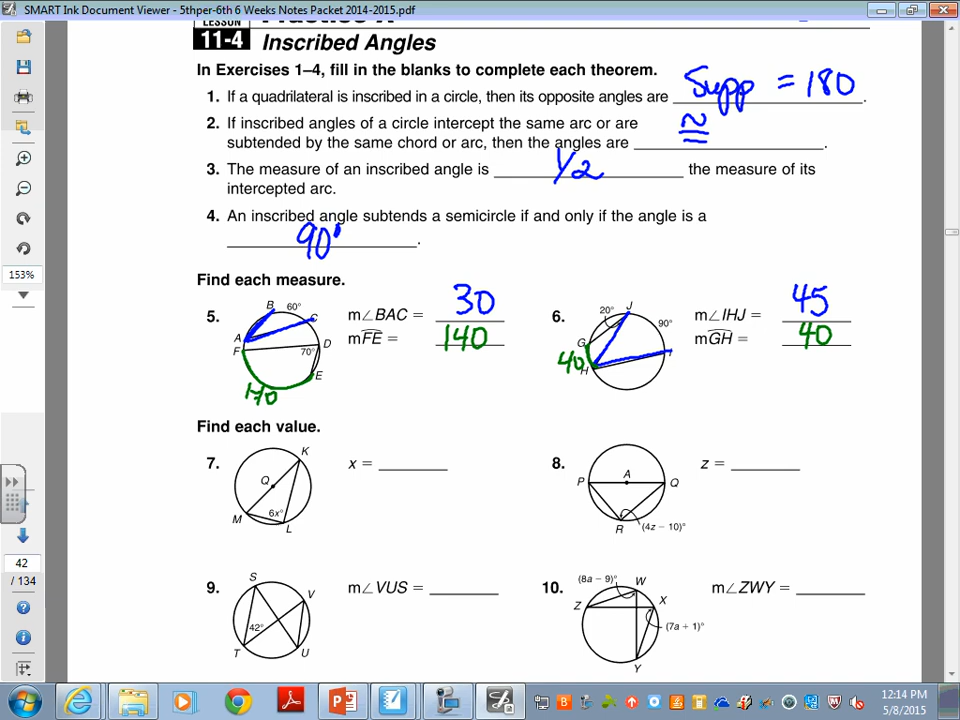 SMART Ink Document Viewer - 5thper-6th 6 Weeks Notes Packet 2014-2015.pdf
LESSON
11-4 Inscribed Angles
In Exercises 1–4, fill in the blanks to complete each theorem.
1. If a quadrilateral is inscribed in a circle, then its opposite angles are Supp = 180.
2. If inscribed angles of a circle intercept the same arc or are
subtended by the same chord or arc, then the angles are ≅.
3. The measure of an inscribed angle is 1/2 the measure of its
intercepted arc.
4. An inscribed angle subtends a semicircle if and only if the angle is a
90°.
Find each measure.
5. B 60° C A F D 70° E 140
m∠BAC = 30
mFE = 140
6. 20° J 90° G H 40
m∠IHJ = 45
mGH = 40
Find each value.
7. K Q M 6x° L
x =
8. P A Q R (4z − 10)°
z =
9. S V 42° T U
m∠VUS =
10. (8a − 9)° W Z X (7a + 1)° Y
m∠ZWY =
153%
42
/ 134
12:14 PM
5/8/2015